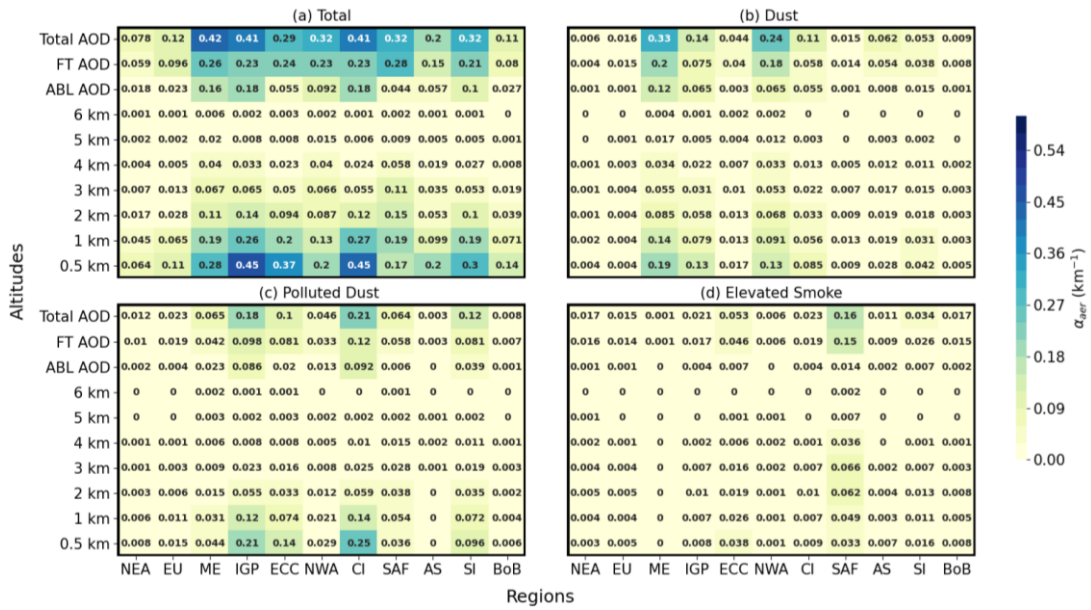 (a) Total
(b) Dust
Total AOD 0.078 0.12 0.42 0.41 0.29 0.32 0.41 0.32 0.2 0.32 0.11 0.006 0.016 0.33 0.14 0.044 0.24 0.11 0.015 0.062 0.053 0.009
FT AOD 0.059 0.096 0.26 0.23 0.24 0.23 0.23 0.28 0.15 0.21 0.08 0.004 0.015 0.2 0.075 0.04 0.18 0.058 0.014 0.054 0.038 0.008
ABL AOD 0.018 0.023 0.16 0.18 0.055 0.092 0.18 0.044 0.057 0.1 0.027 0.001 0.001 0.12 0.065 0.003 0.065 0.055 0.001 0.008 0.015 0.001
6 km 0.001 0.001 0.006 0.002 0.003 0.002 0.001 0.002 0.001 0.001 0 0 0 0.004 0.001 0.002 0.002 0 0 0 0 0
5 km 0.002 0.002 0.02 0.008 0.008 0.015 0.006 0.009 0.005 0.005 0.001 0 0.001 0.017 0.005 0.004 0.012 0.003 0 0.003 0.002 0
4 km 0.004 0.005 0.04 0.033 0.023 0.04 0.024 0.058 0.019 0.027 0.008 0.001 0.003 0.034 0.022 0.007 0.033 0.013 0.005 0.012 0.011 0.002
3 km 0.007 0.013 0.067 0.065 0.05 0.066 0.055 0.11 0.035 0.053 0.019 0.001 0.004 0.055 0.031 0.01 0.053 0.022 0.007 0.017 0.015 0.003
2 km 0.017 0.028 0.11 0.14 0.094 0.087 0.12 0.15 0.053 0.1 0.039 0.001 0.004 0.085 0.058 0.013 0.068 0.033 0.009 0.019 0.018 0.003
1 km 0.045 0.065 0.19 0.26 0.2 0.13 0.27 0.19 0.099 0.19 0.071 0.002 0.004 0.14 0.079 0.013 0.091 0.056 0.013 0.019 0.031 0.003
0.5 km 0.064 0.11 0.28 0.45 0.37 0.2 0.45 0.17 0.2 0.3 0.14 0.004 0.004 0.19 0.13 0.017 0.13 0.085 0.009 0.028 0.042 0.005
(c) Polluted Dust
(d) Elevated Smoke
Total AOD 0.012 0.023 0.065 0.18 0.1 0.046 0.21 0.064 0.003 0.12 0.008 0.017 0.015 0.001 0.021 0.053 0.006 0.023 0.16 0.011 0.034 0.017
FT AOD 0.01 0.019 0.042 0.098 0.081 0.033 0.12 0.058 0.003 0.081 0.007 0.016 0.014 0.001 0.017 0.046 0.006 0.019 0.15 0.009 0.026 0.015
ABL AOD 0.002 0.004 0.023 0.086 0.02 0.013 0.092 0.006 0 0.039 0.001 0.001 0.001 0 0.004 0.007 0 0.004 0.014 0.002 0.007 0.002
6 km 0 0 0.002 0.001 0.001 0 0 0.001 0 0 0 0 0 0 0 0 0 0 0.001 0 0 0
5 km 0 0 0.003 0.002 0.003 0.002 0.002 0.002 0.001 0.002 0 0.001 0 0 0 0.001 0.001 0 0.007 0 0 0
4 km 0.001 0.001 0.006 0.008 0.008 0.005 0.01 0.015 0.002 0.011 0.001 0.002 0.001 0 0.002 0.006 0.002 0.001 0.036 0 0.001 0.001
3 km 0.001 0.003 0.009 0.023 0.016 0.008 0.025 0.028 0.001 0.019 0.003 0.004 0.004 0 0.007 0.016 0.002 0.007 0.066 0.002 0.007 0.003
2 km 0.003 0.006 0.015 0.055 0.033 0.012 0.059 0.038 0 0.035 0.002 0.005 0.005 0 0.01 0.019 0.001 0.01 0.062 0.004 0.013 0.008
1 km 0.006 0.011 0.031 0.12 0.074 0.021 0.14 0.054 0 0.072 0.004 0.004 0.004 0 0.007 0.026 0.001 0.007 0.049 0.003 0.011 0.005
0.5 km 0.008 0.015 0.044 0.21 0.14 0.029 0.25 0.036 0 0.096 0.006 0.003 0.005 0 0.008 0.038 0.001 0.009 0.033 0.007 0.016 0.008
NEA EU ME IGP ECC NWA CI SAF AS SI BoB NEA EU ME IGP ECC NWA CI SAF AS SI BoB
Regions
Altitudes
0.54
0.45
0.36
0.27
0.18
0.09
0.00
α_aer (km⁻¹)